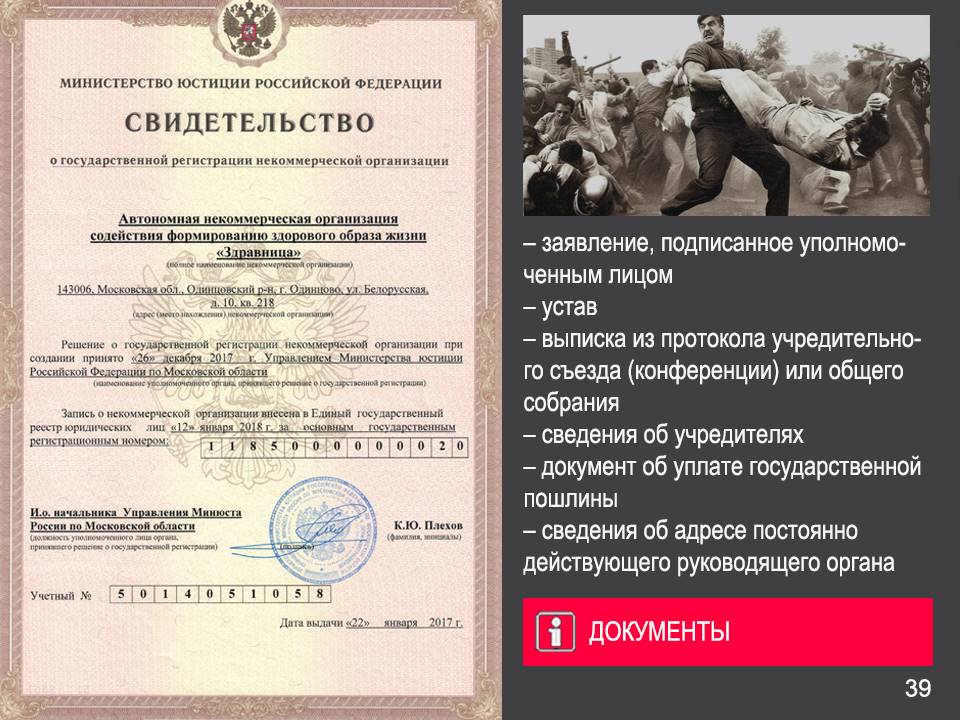 МИНИСТЕРСТВО ЮСТИЦИИ РОССИЙСКОЙ ФЕДЕРАЦИИ
СВИДЕТЕЛЬСТВО
о государственной регистрации некоммерческой организации
Автономная некоммерческая организация
содействия формированию здорового образа жизни
«Здравница»
(полное наименование некоммерческой организации)
143006, Московская обл., Одинцовский р-н, г. Одинцово, ул. Белорусская,
д. 10, кв. 218
(адрес (место нахождения) некоммерческой организации)
Решение о государственной регистрации некоммерческой организации при
создании принято «26» декабря 2017 г. Управлением Министерства юстиции
Российской Федерации по Московской области
(наименование уполномоченного органа, принявшего решение о государственной регистрации)
Запись о некоммерческой организации внесена в Единый государственный
реестр юридических лиц «12» января 2018 г. за основным государственным
регистрационным номером:
1 1 8 5 0 0 0 0 0 0 0 2 0
И.о. начальника Управления Минюста
России по Московской области
(должность уполномоченного лица органа,
принявшего решение о государственной регистрации)
(подпись)
К.Ю. Плехов
(фамилия, инициалы)
Учетный № 5 0 1 4 0 5 1 0 5 8
Дата выдачи «22» января 2017 г.
– заявление, подписанное уполномо-
ченным лицом
– устав
– выписка из протокола учредительно-
го съезда (конференции) или общего
собрания
– сведения об учредителях
– документ об уплате государственной
пошлины
– сведения об адресе постоянно
действующего руководящего органа
ДОКУМЕНТЫ
39